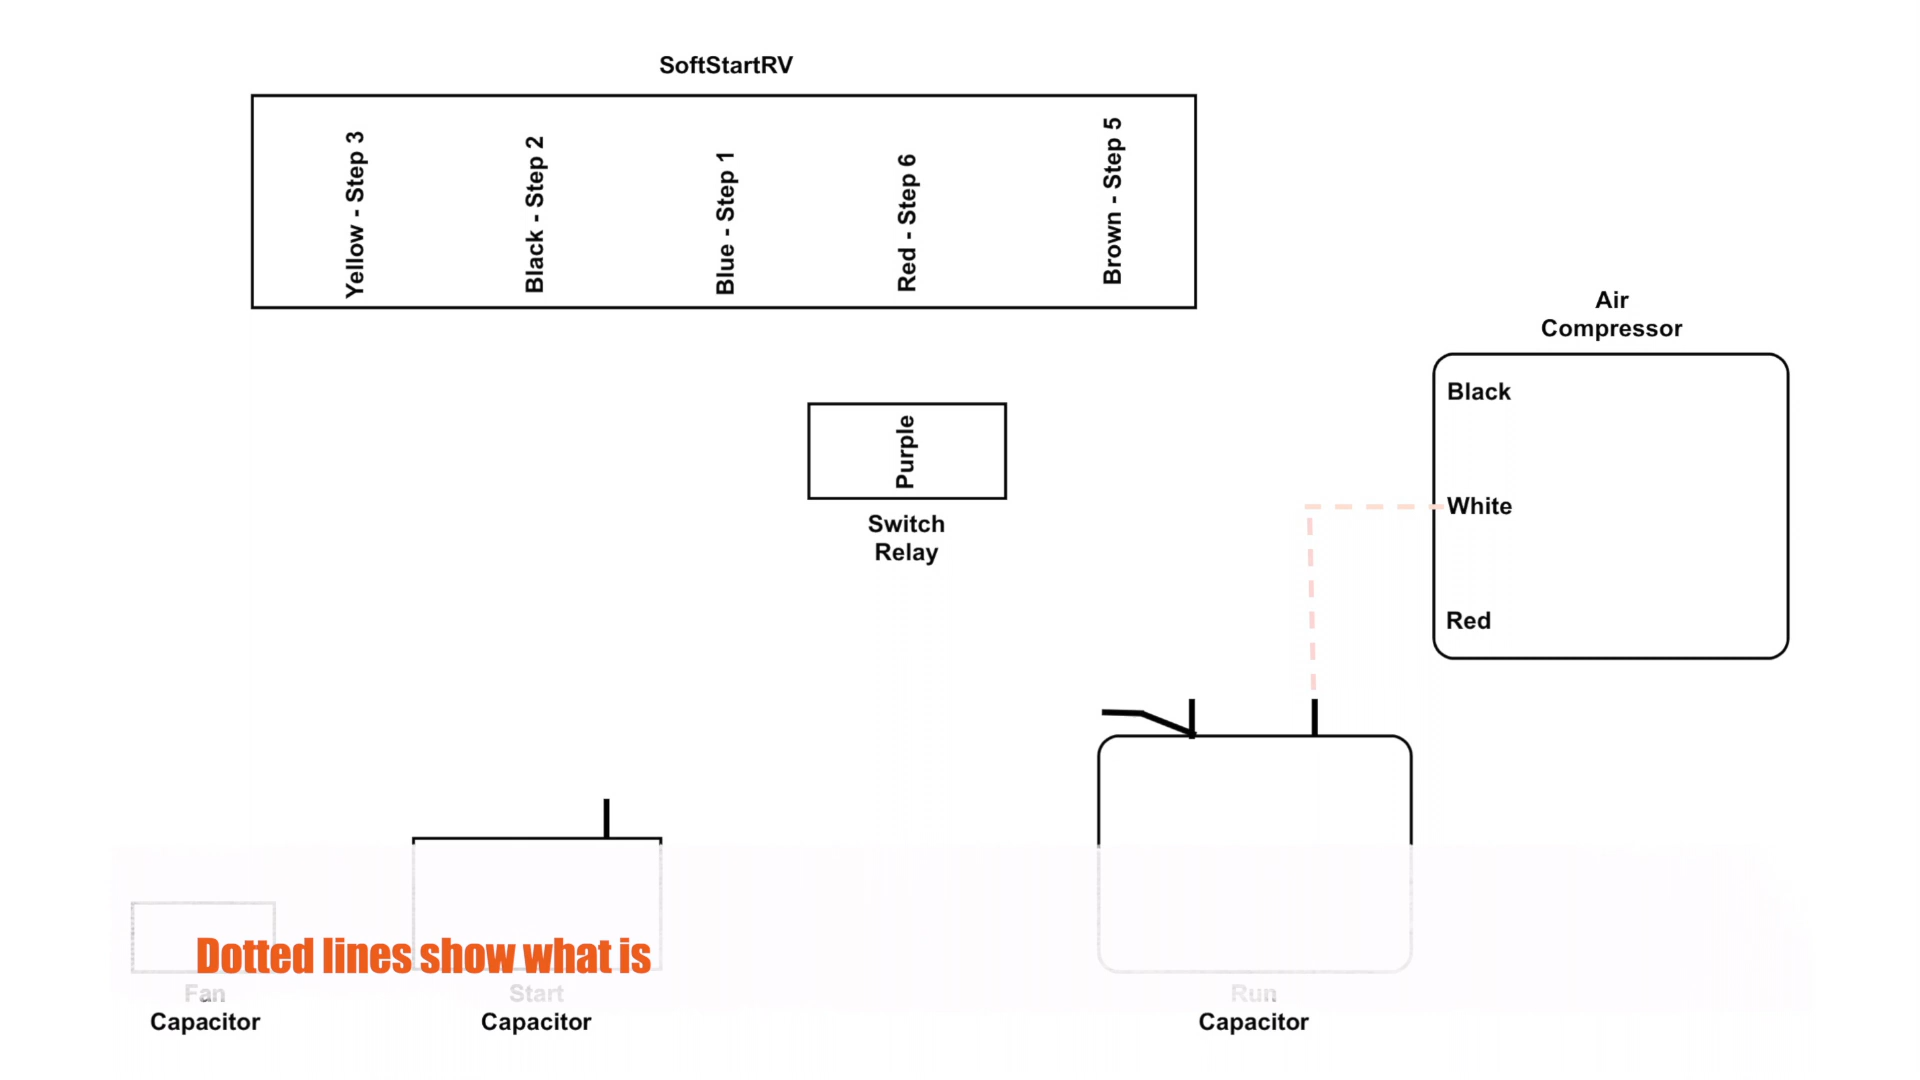 SoftStartRV
Yellow - Step 3
Black - Step 2
Blue - Step 1
Red - Step 6
Brown - Step 5
Air
Compressor
Black
White
Red
Purple
Switch
Relay
Dotted lines show what is
Fan
Capacitor
Start
Capacitor
Run
Capacitor